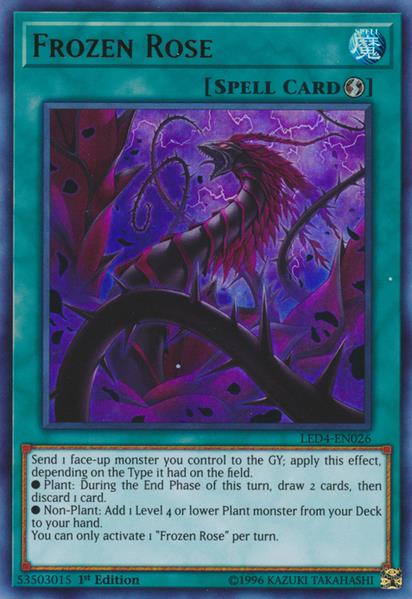 FROZEN ROSE
SPELL
魔
[SPELL CARD]
LED4-EN026
Send 1 face-up monster you control to the GY; apply this effect,
depending on the Type it had on the field.
● Plant: During the End Phase of this turn, draw 2 cards, then
discard 1 card.
● Non-Plant: Add 1 Level 4 or lower Plant monster from your Deck
to your hand.
You can only activate 1 "Frozen Rose" per turn.
53503015 1st Edition ©1996 KAZUKI TAKAHASHI